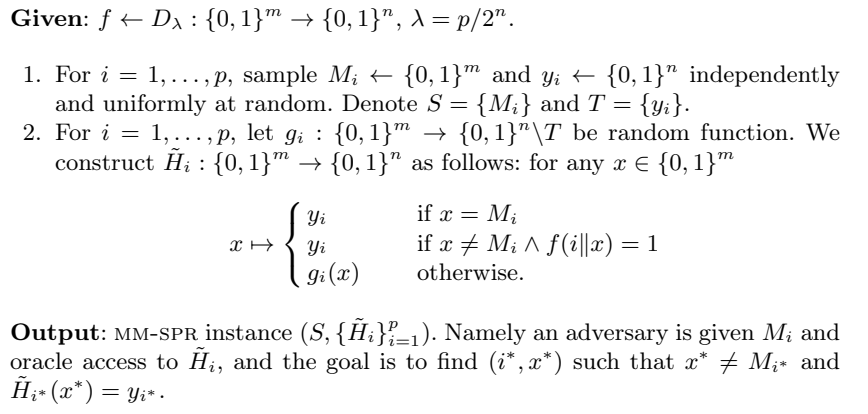 Given: f ← D_λ : {0, 1}^m → {0, 1}^n, λ = p/2^n.
1. For i = 1, . . . , p, sample M_i ← {0, 1}^m and y_i ← {0, 1}^n independently
and uniformly at random. Denote S = {M_i} and T = {y_i}.
2. For i = 1, . . . , p, let g_i : {0, 1}^m → {0, 1}^n\T be random function. We
construct H̃_i : {0, 1}^m → {0, 1}^n as follows: for any x ∈ {0, 1}^m
y_i if x = M_i
x ↦ { y_i if x ≠ M_i ∧ f(i‖x) = 1
g_i(x) otherwise.
Output: MM-SPR instance (S, {H̃_i}_{i=1}^p). Namely an adversary is given M_i and
oracle access to H̃_i, and the goal is to find (i*, x*) such that x* ≠ M_{i*} and
H̃_{i*}(x*) = y_{i*}.